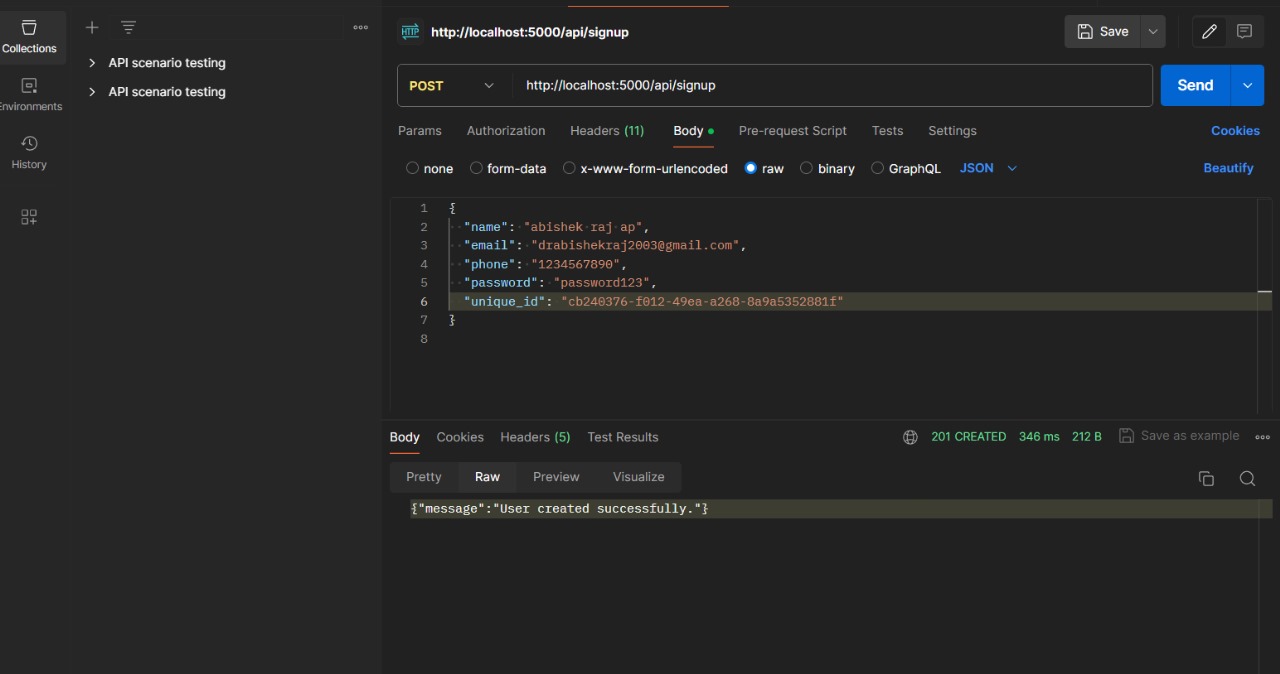 Collections
Environments
History
API scenario testing
API scenario testing
HTTP http://localhost:5000/api/signup
Save
POST http://localhost:5000/api/signup
Send
Params Authorization Headers (11) Body Pre-request Script Tests Settings Cookies
none form-data x-www-form-urlencoded raw binary GraphQL JSON Beautify
1 {
2 "name": "abishek raj ap",
3 "email": "drabishekraj2003@gmail.com",
4 "phone": "1234567890",
5 "password": "password123",
6 "unique_id": "cb240376-f012-49ea-a268-8a9a5352881f"
7 }
8
Body Cookies Headers (5) Test Results 201 CREATED 346 ms 212 B Save as example
Pretty Raw Preview Visualize
{"message":"User created successfully."}